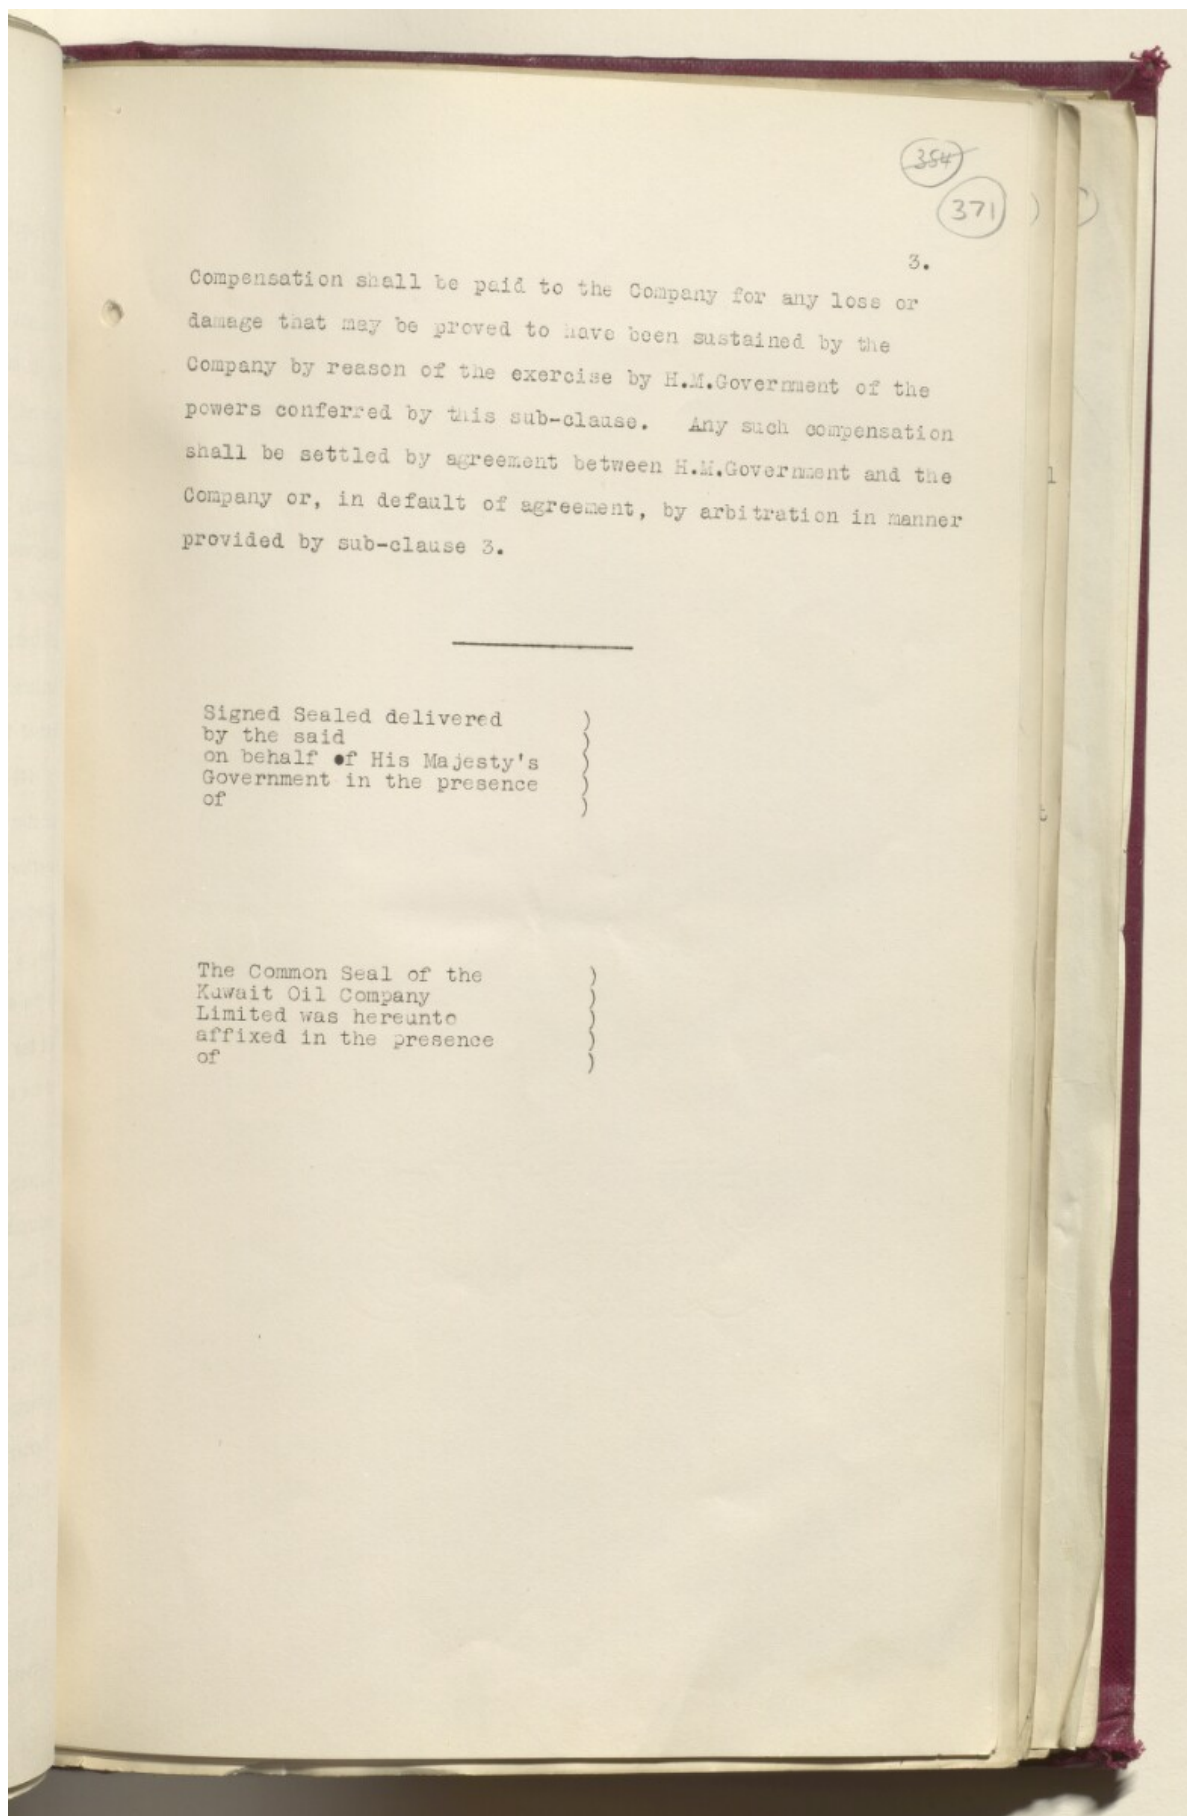 354
371
3.
Compensation shall be paid to the Company for any loss or
damage that may be proved to have been sustained by the
Company by reason of the exercise by H.M.Government of the
powers conferred by this sub-clause.   Any such compensation
shall be settled by agreement between H.M.Government and the
Company or, in default of agreement, by arbitration in manner
provided by sub-clause 3.
Signed Sealed delivered )
by the said )
on behalf of His Majesty's )
Government in the presence )
of )
The Common Seal of the )
Kuwait Oil Company )
Limited was hereunto )
affixed in the presence )
of )